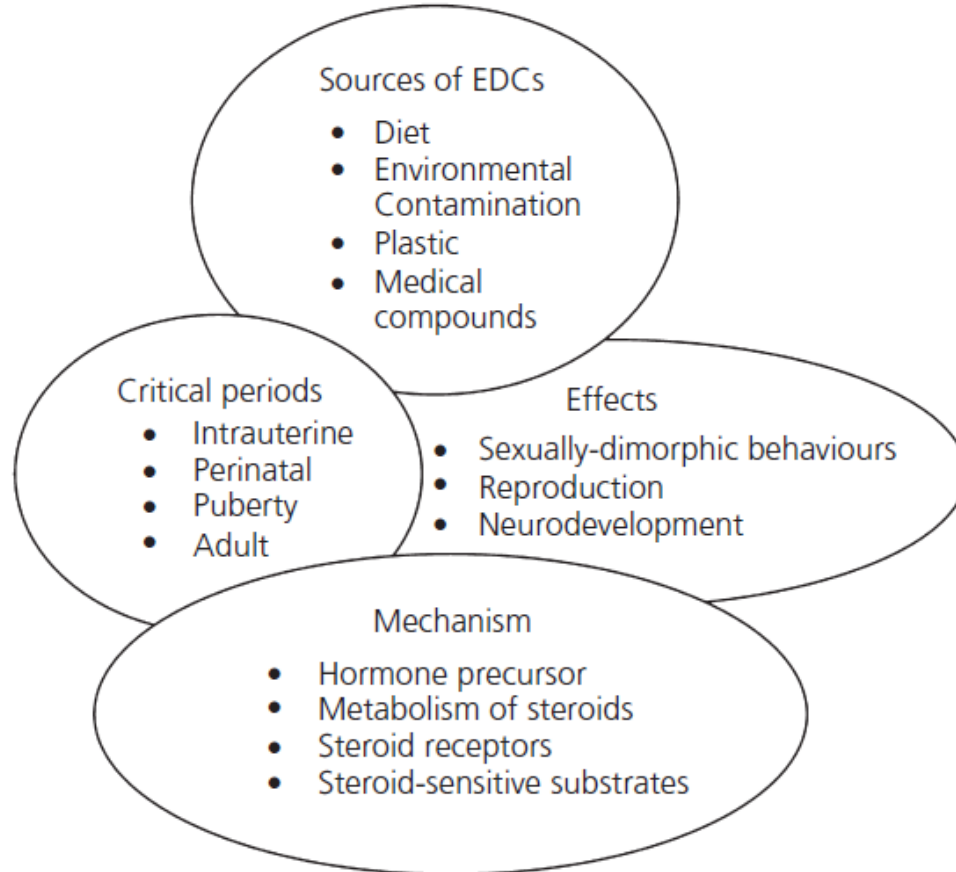 Sources of EDCs
• Diet
• Environmental
Contamination
• Plastic
• Medical
compounds
Critical periods
• Intrauterine
• Perinatal
• Puberty
• Adult
Effects
• Sexually-dimorphic behaviours
• Reproduction
• Neurodevelopment
Mechanism
• Hormone precursor
• Metabolism of steroids
• Steroid receptors
• Steroid-sensitive substrates